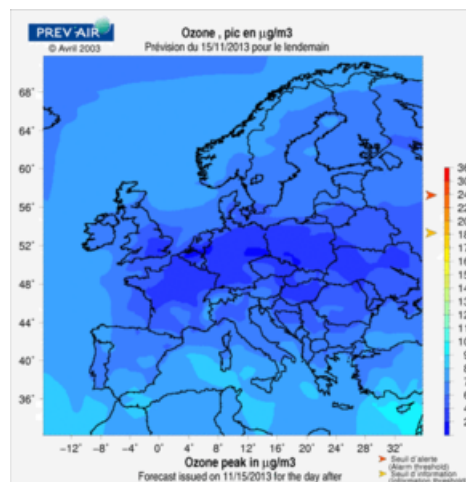 PREV'AIR
© Avril 2003
Ozone , pic en µg/m3
Prévision du 15/11/2013 pour le lendemain
68°
64°
60°
56°
52°
48°
44°
40°
36°
-12° -8° -4° 0° 4° 8° 12° 16° 20° 24° 28° 32°
Ozone peak in µg/m3
Forecast issued on 11/15/2013 for the day after
Seuil d'alerte
(Alarm threshold)
Seuil d'information
(Information threshold)